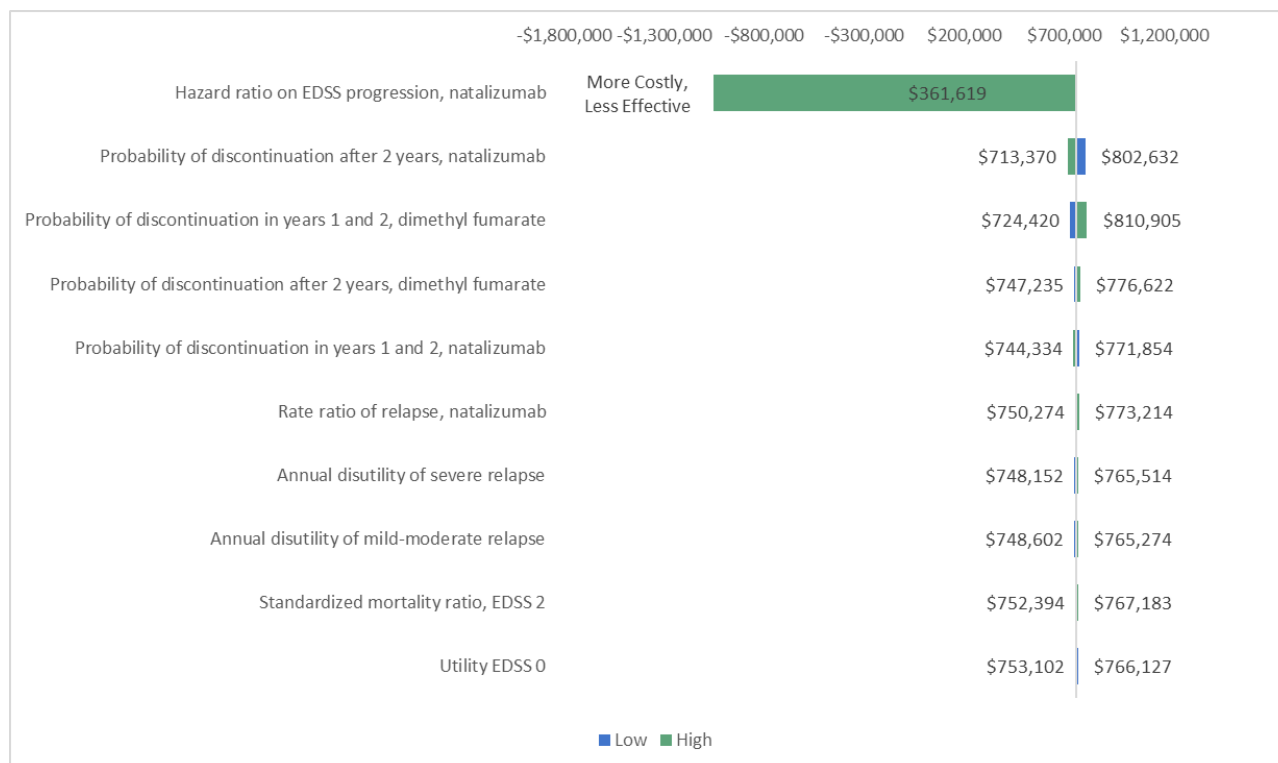 -$1,800,000 -$1,300,000 -$800,000 -$300,000 $200,000 $700,000 $1,200,000
Hazard ratio on EDSS progression, natalizumab More Costly,
Less Effective $361,619
Probability of discontinuation after 2 years, natalizumab $713,370 $802,632
Probability of discontinuation in years 1 and 2, dimethyl fumarate $724,420 $810,905
Probability of discontinuation after 2 years, dimethyl fumarate $747,235 $776,622
Probability of discontinuation in years 1 and 2, natalizumab $744,334 $771,854
Rate ratio of relapse, natalizumab $750,274 $773,214
Annual disutility of severe relapse $748,152 $765,514
Annual disutility of mild-moderate relapse $748,602 $765,274
Standardized mortality ratio, EDSS 2 $752,394 $767,183
Utility EDSS 0 $753,102 $766,127
Low High